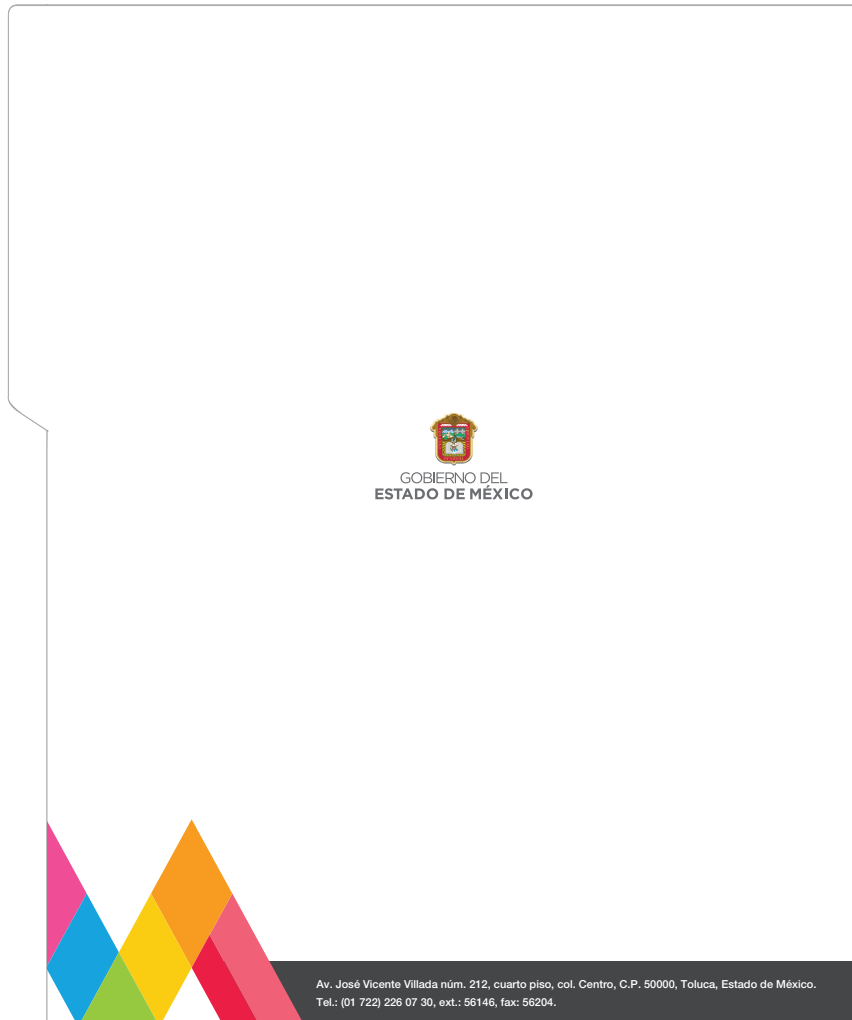 GOBIERNO DEL
ESTADO DE MÉXICO
Av. José Vicente Villada núm. 212, cuarto piso, col. Centro, C.P. 50000, Toluca, Estado de México.
Tel.: (01 722) 226 07 30, ext.: 56146, fax: 56204.